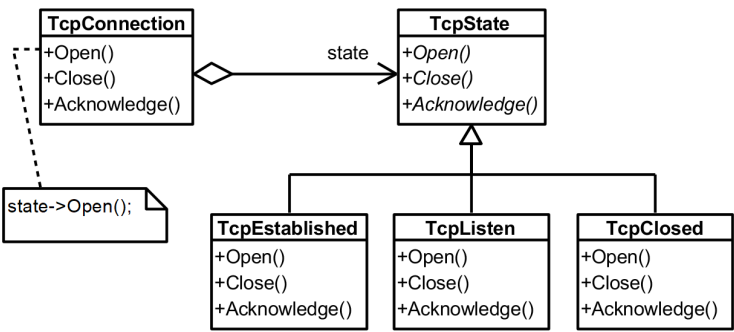 TcpConnection
+Open()
+Close()
+Acknowledge()
state
TcpState
+Open()
+Close()
+Acknowledge()
state->Open();
TcpEstablished
+Open()
+Close()
+Acknowledge()
TcpListen
+Open()
+Close()
+Acknowledge()
TcpClosed
+Open()
+Close()
+Acknowledge()